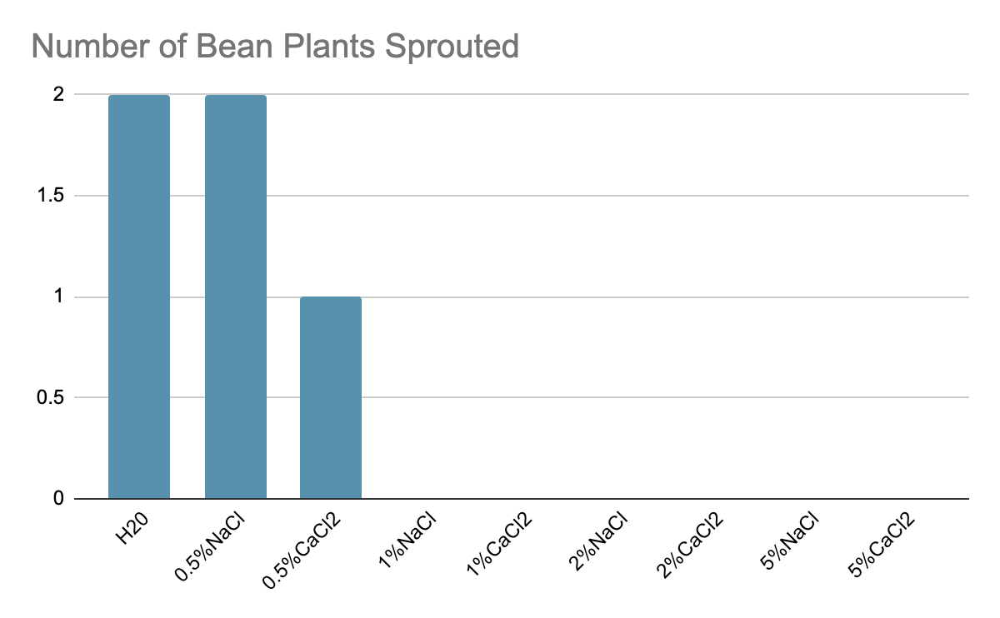 Number of Bean Plants Sprouted
2
1.5
1
0.5
0
H20
0.5%NaCl
0.5%CaCl2
1%NaCl
1%CaCl2
2%NaCl
2%CaCl2
5%NaCl
5%CaCl2